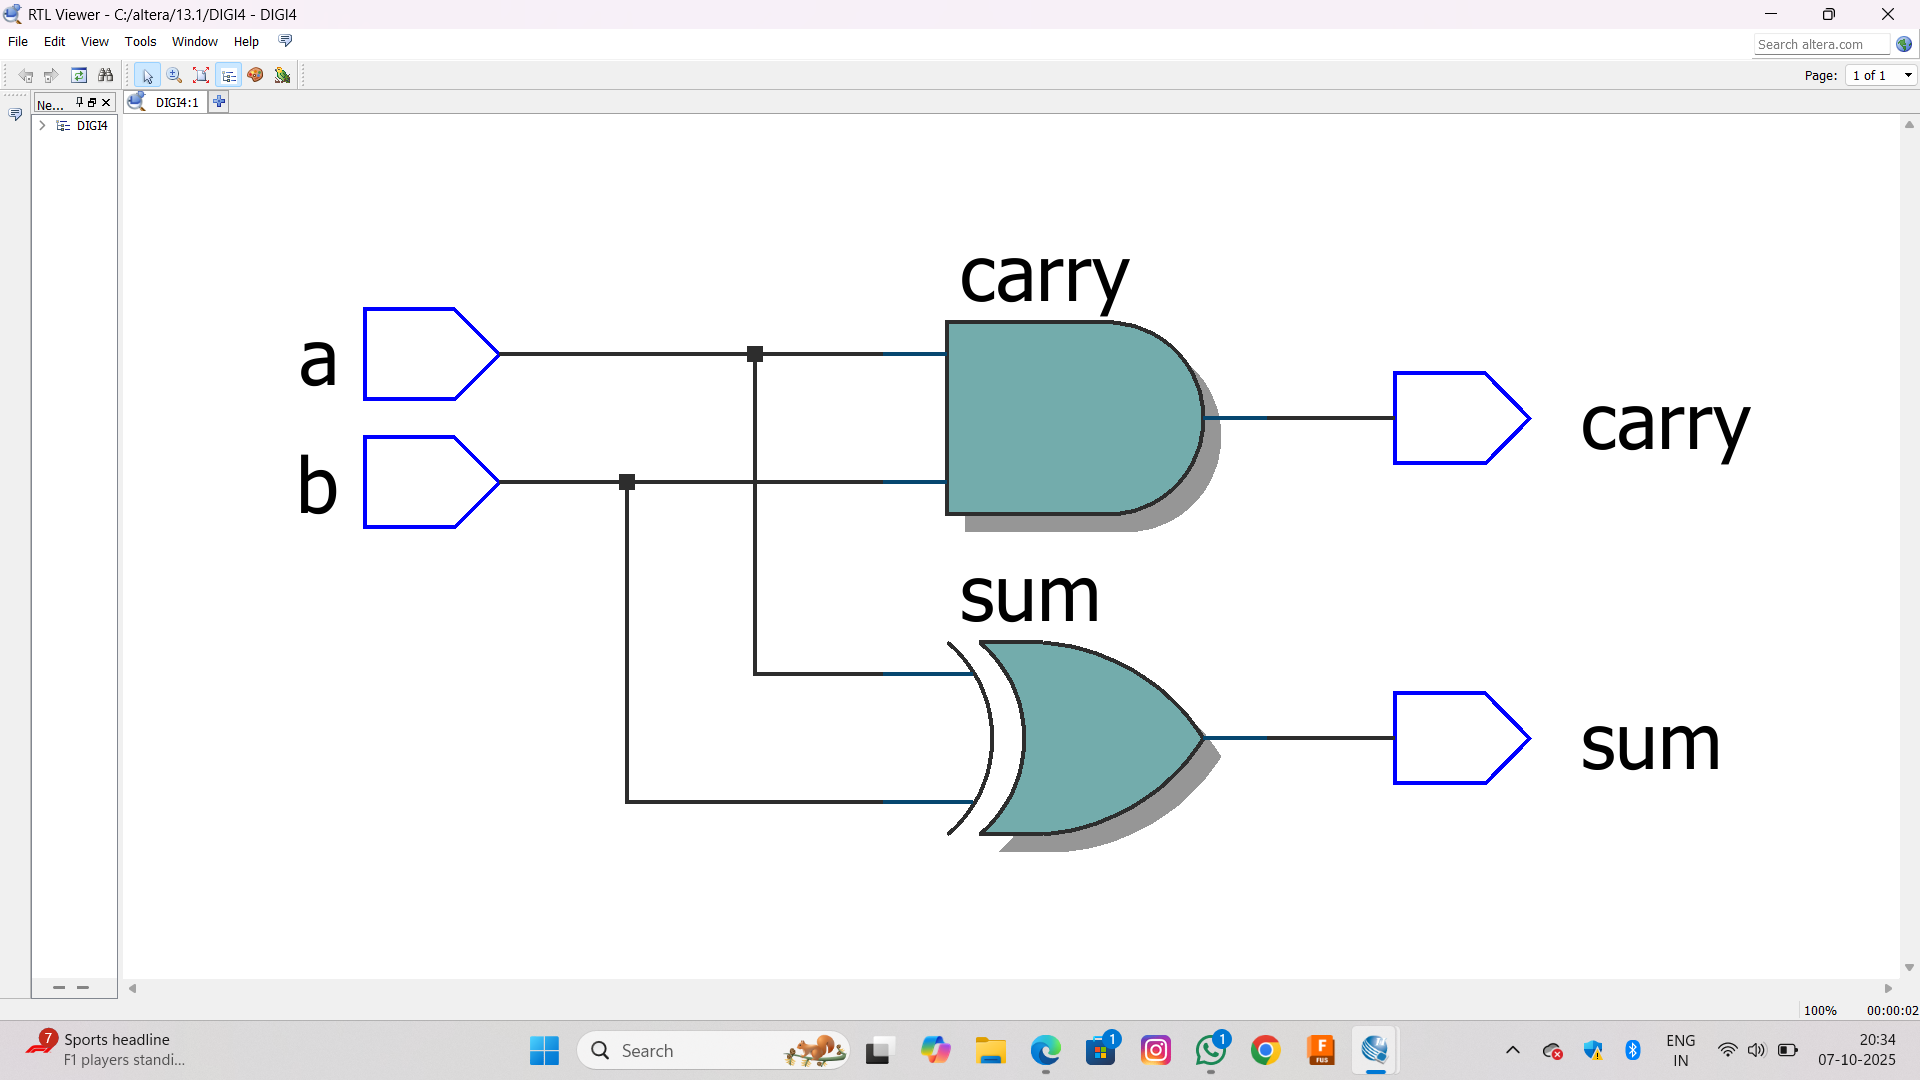 RTL Viewer - C:/altera/13.1/DIGI4 - DIGI4
File Edit View Tools Window Help
Search altera.com
Page: 1 of 1
Ne...
DIGI4:1
DIGI4
carry
a
carry
b
sum
sum
100% 00:00:02
7
Sports headline
F1 players standi...
Search
1
1
F
FUS
ENG
IN
20:34
07-10-2025